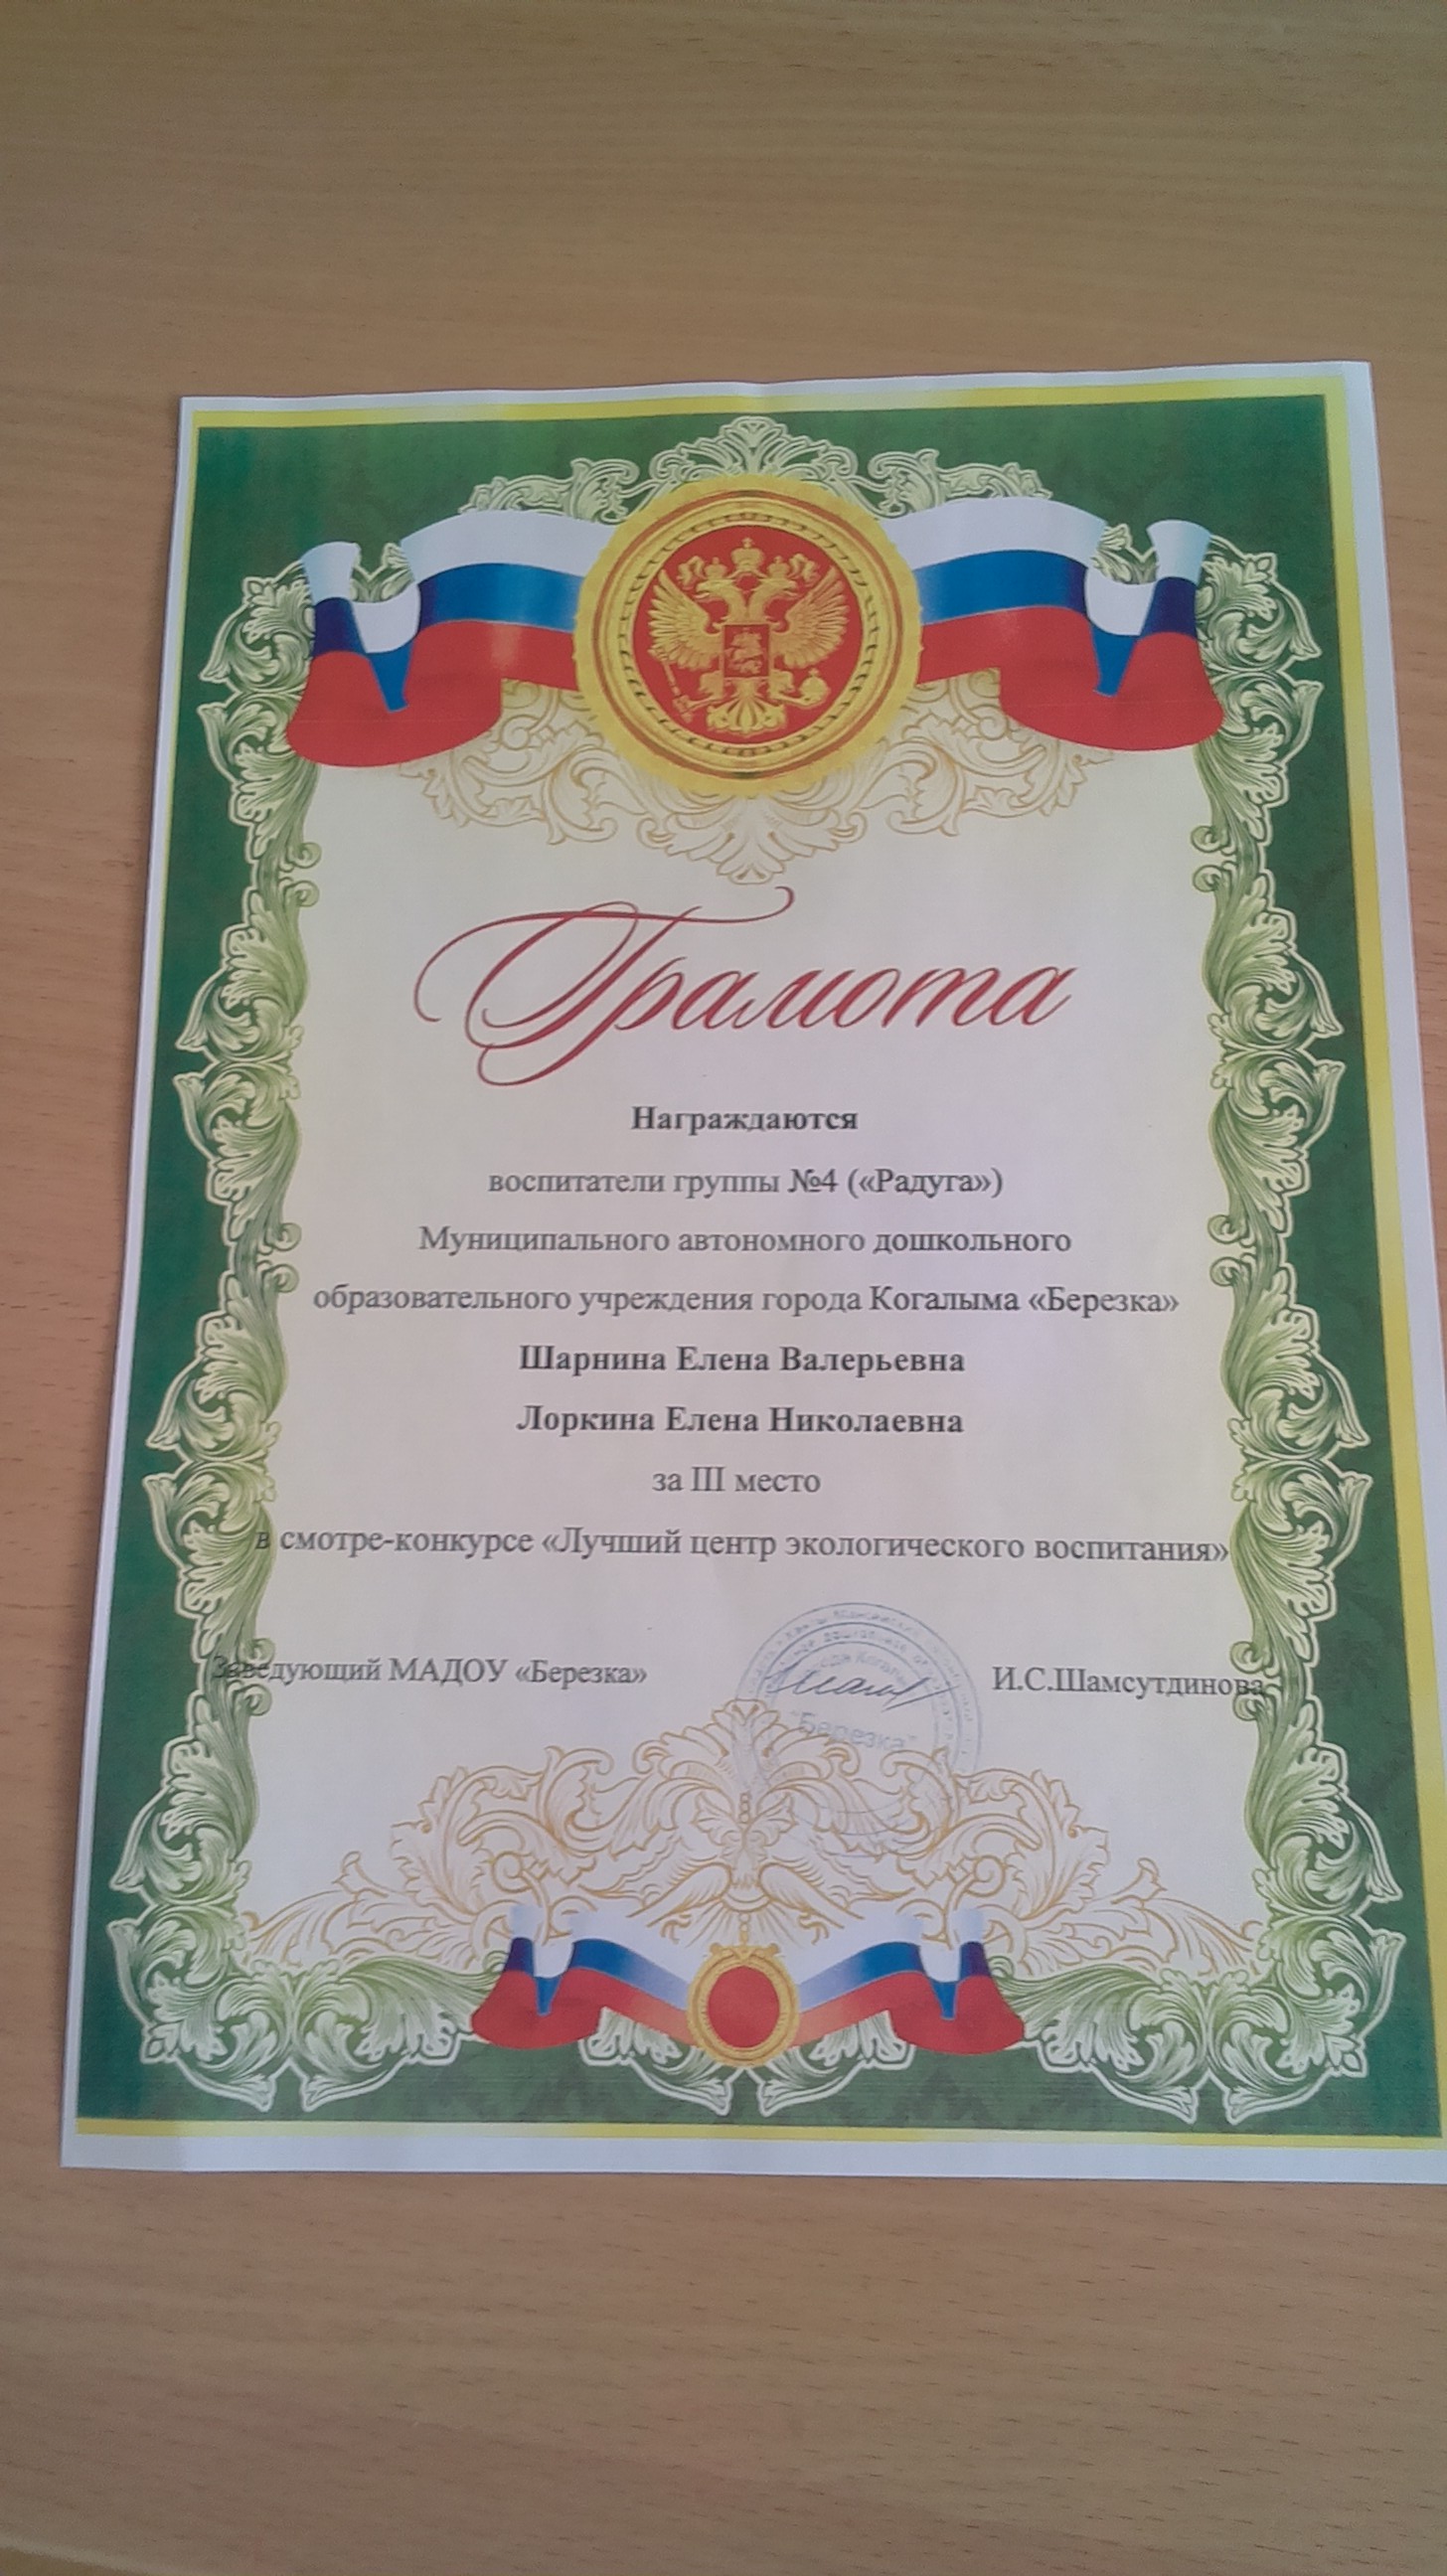 Грамота
Награждаются
воспитатели группы №4 («Радуга»)
Муниципального автономного дошкольного
образовательного учреждения города Когалыма «Березка»
Шарнина Елена Валерьевна
Лоркина Елена Николаевна
за III место
в смотре-конкурсе «Лучший центр экологического воспитания»
Заведующий МАДОУ «Березка» И.С.Шамсутдинова
"Березка"